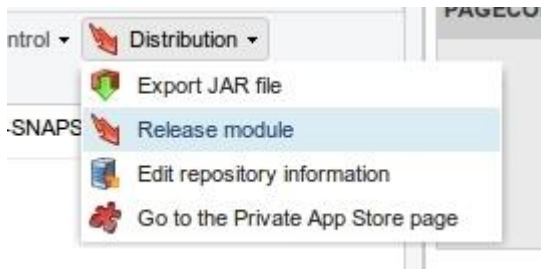 PAGECO
ntrol
Distribution
Export JAR file
-SNAPS
Release module
Edit repository information
Go to the Private App Store page